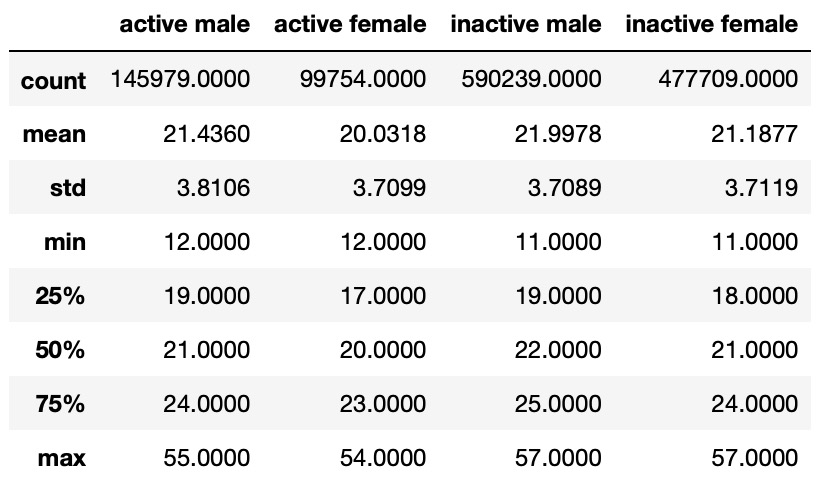 active male active female inactive male inactive female
count 145979.0000 99754.0000 590239.0000 477709.0000
mean 21.4360 20.0318 21.9978 21.1877
std 3.8106 3.7099 3.7089 3.7119
min 12.0000 12.0000 11.0000 11.0000
25% 19.0000 17.0000 19.0000 18.0000
50% 21.0000 20.0000 22.0000 21.0000
75% 24.0000 23.0000 25.0000 24.0000
max 55.0000 54.0000 57.0000 57.0000